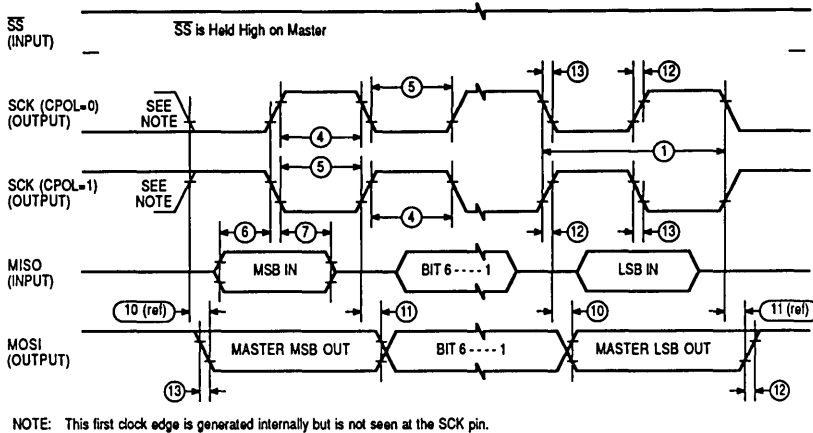 SS
(INPUT)
SS is Held High on Master
13
12
5
SCK (CPOL=0)
(OUTPUT)
SEE
NOTE
4
1
5
SCK (CPOL=1)
(OUTPUT)
SEE
NOTE
4
12
13
6
7
MISO
(INPUT)
MSB IN
BIT 6 - - - - 1
LSB IN
10 (ref)
11
10
11 (ref)
MOSI
(OUTPUT)
MASTER MSB OUT
BIT 6 - - - - 1
MASTER LSB OUT
13
12
NOTE: This first clock edge is generated internally but is not seen at the SCK pin.